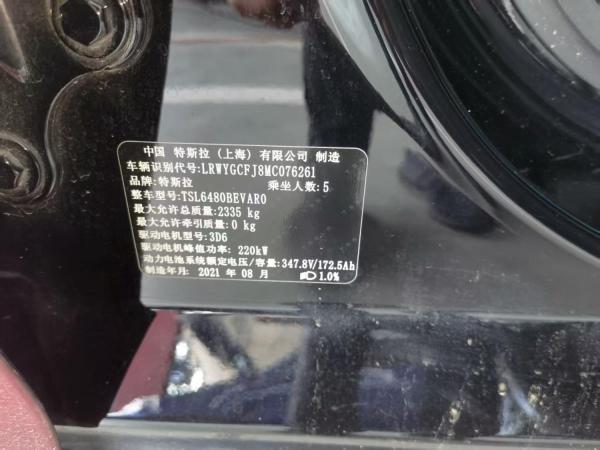 中国 特斯拉 (上海) 有限公司 制造
车辆识别代号:LRWYGCFJ8MC076261
品牌:特斯拉 乘坐人数:5
整车型号:TSL6480BEVAR0
最大允许总质量:2335 kg
最大允许牵引质量:0 kg
驱动电机型号:3D6
驱动电机峰值功率: 220kW
动力电池系统额定电压/容量:347.8V/172.5Ah
制造年月: 2021 年 08 月 1.0%